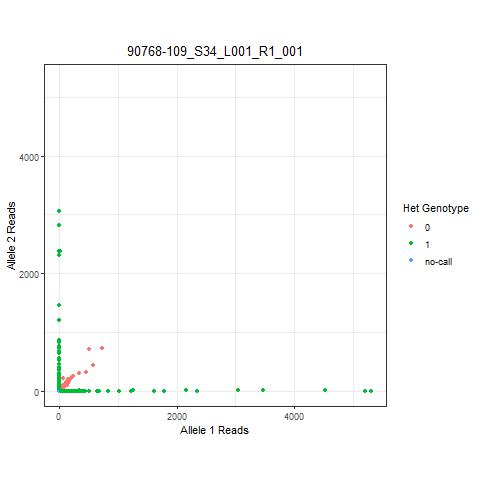 90768-109_S34_L001_R1_001
Allele 2 Reads
4000
2000
0
0
2000
4000
Allele 1 Reads
Het Genotype
0
1
no-call